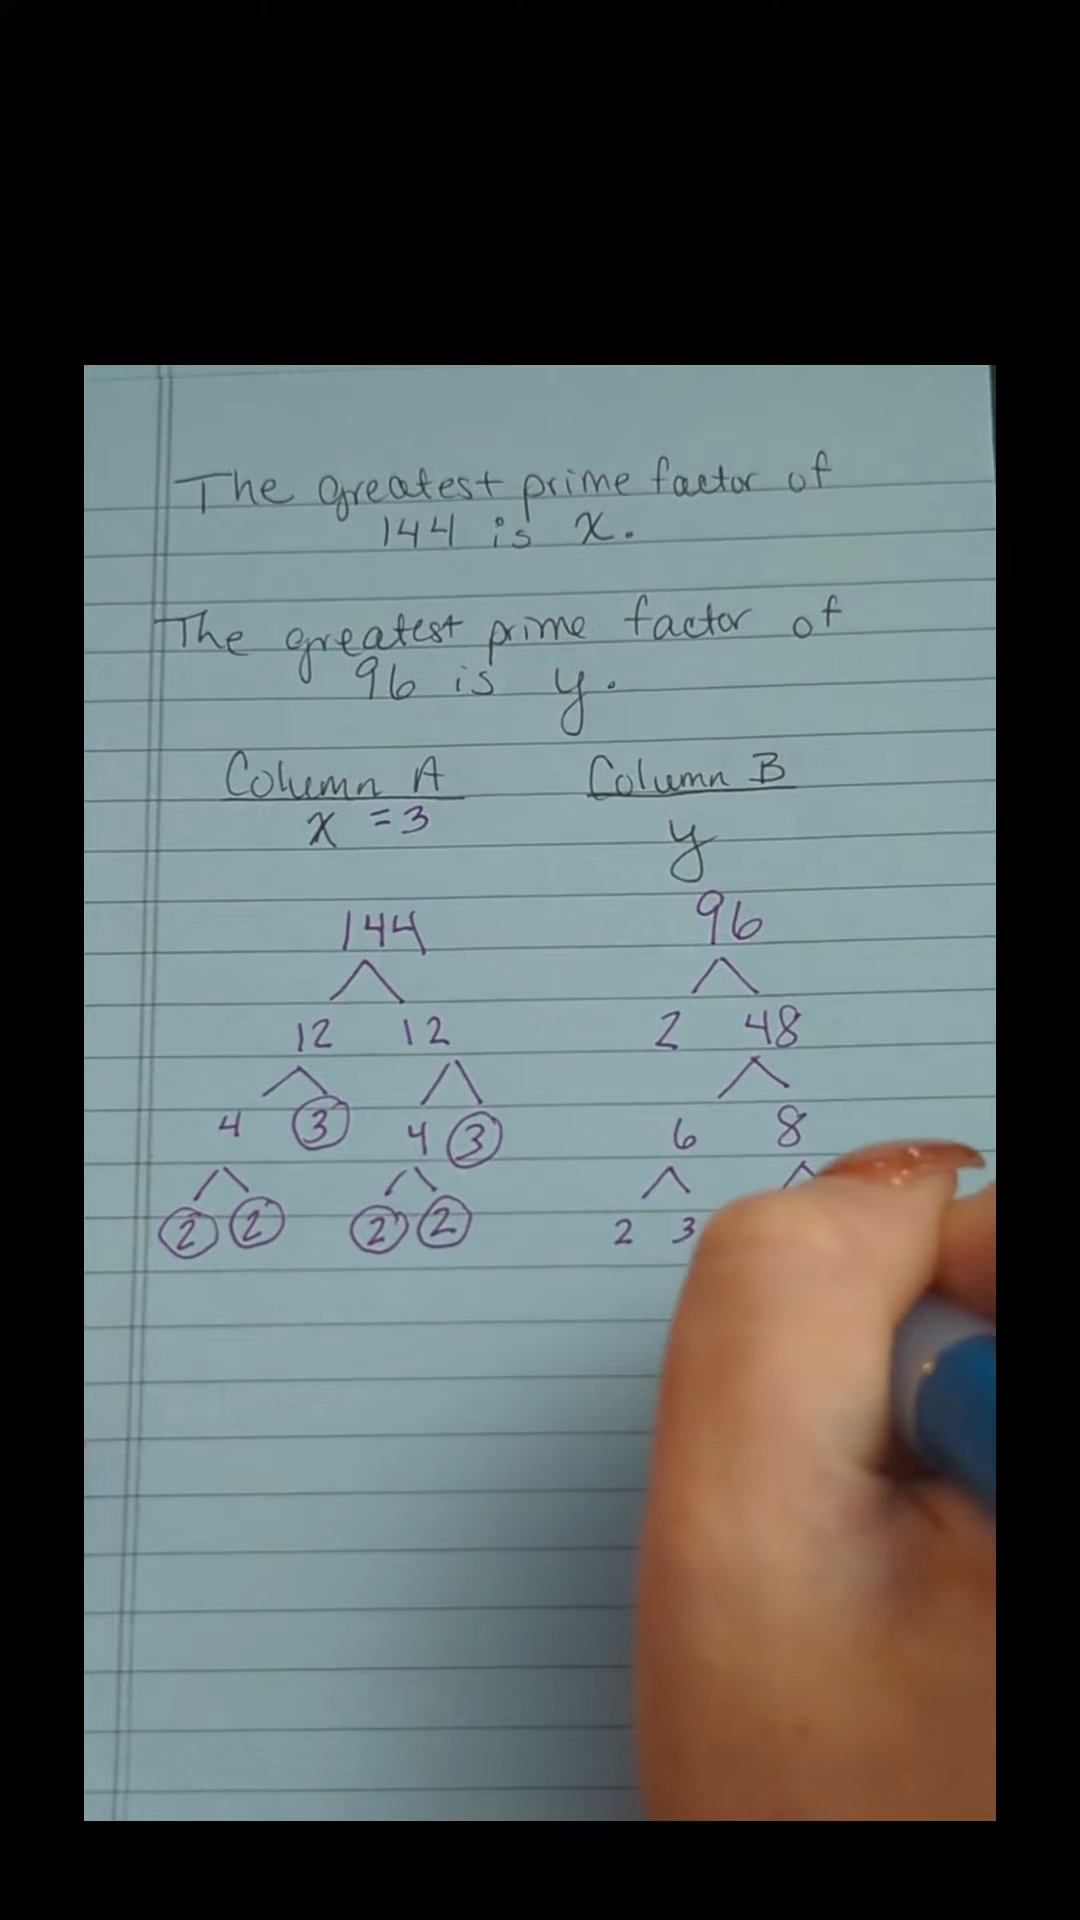 The greatest prime factor of
144 is x.
The greatest prime factor of
96 is y.
Column A Column B
x = 3 y
144 96
12 12 2 48
4 3 4 3 6 8
2 2 2 2 2 3